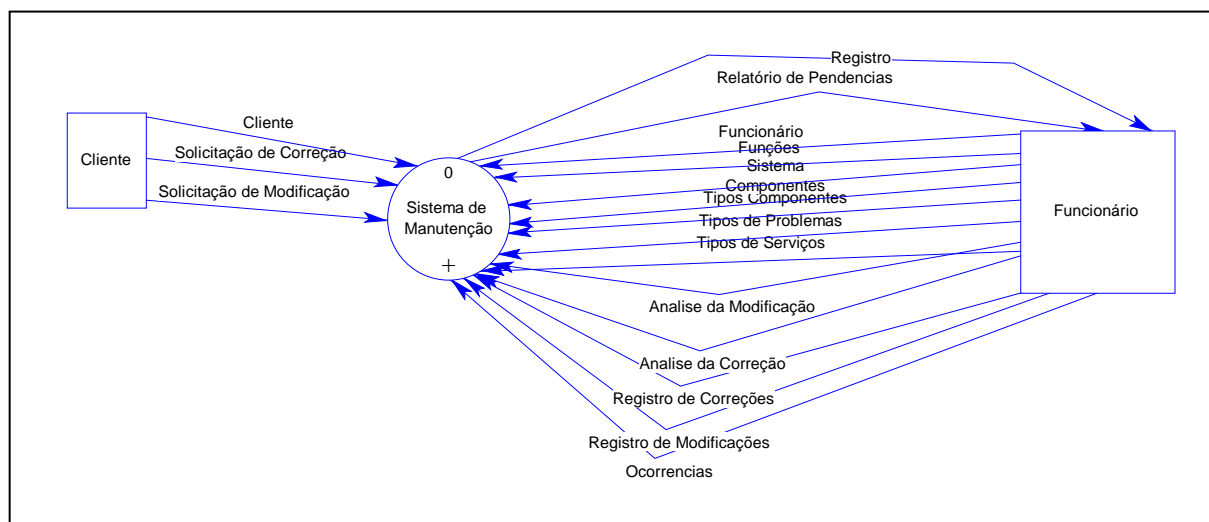 Registro
Relatório de Pendencias
Cliente
Funcionário
Funções
Solicitação de Correção
Cliente
Sistema
0
Componentes
Solicitação de Modificação
Tipos Componentes
Sistema de
Manutenção
Funcionário
Tipos de Problemas
Tipos de Serviços
+
Analise da Modificação
Analise da Correção
Registro de Correções
Registro de Modificações
Ocorrencias